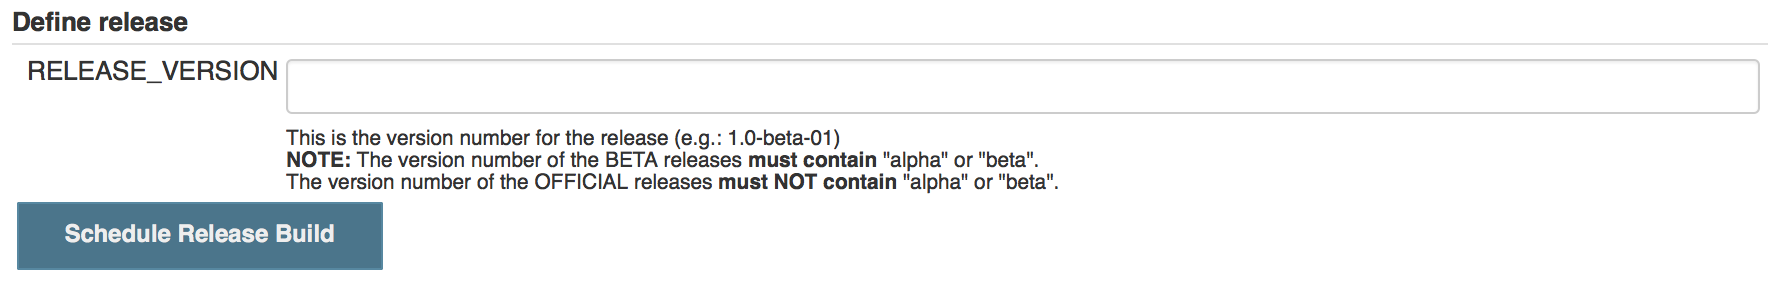 Define release
RELEASE_VERSION
This is the version number for the release (e.g.: 1.0-beta-01)
NOTE: The version number of the BETA releases must contain "alpha" or "beta".
The version number of the OFFICIAL releases must NOT contain "alpha" or "beta".
Schedule Release Build